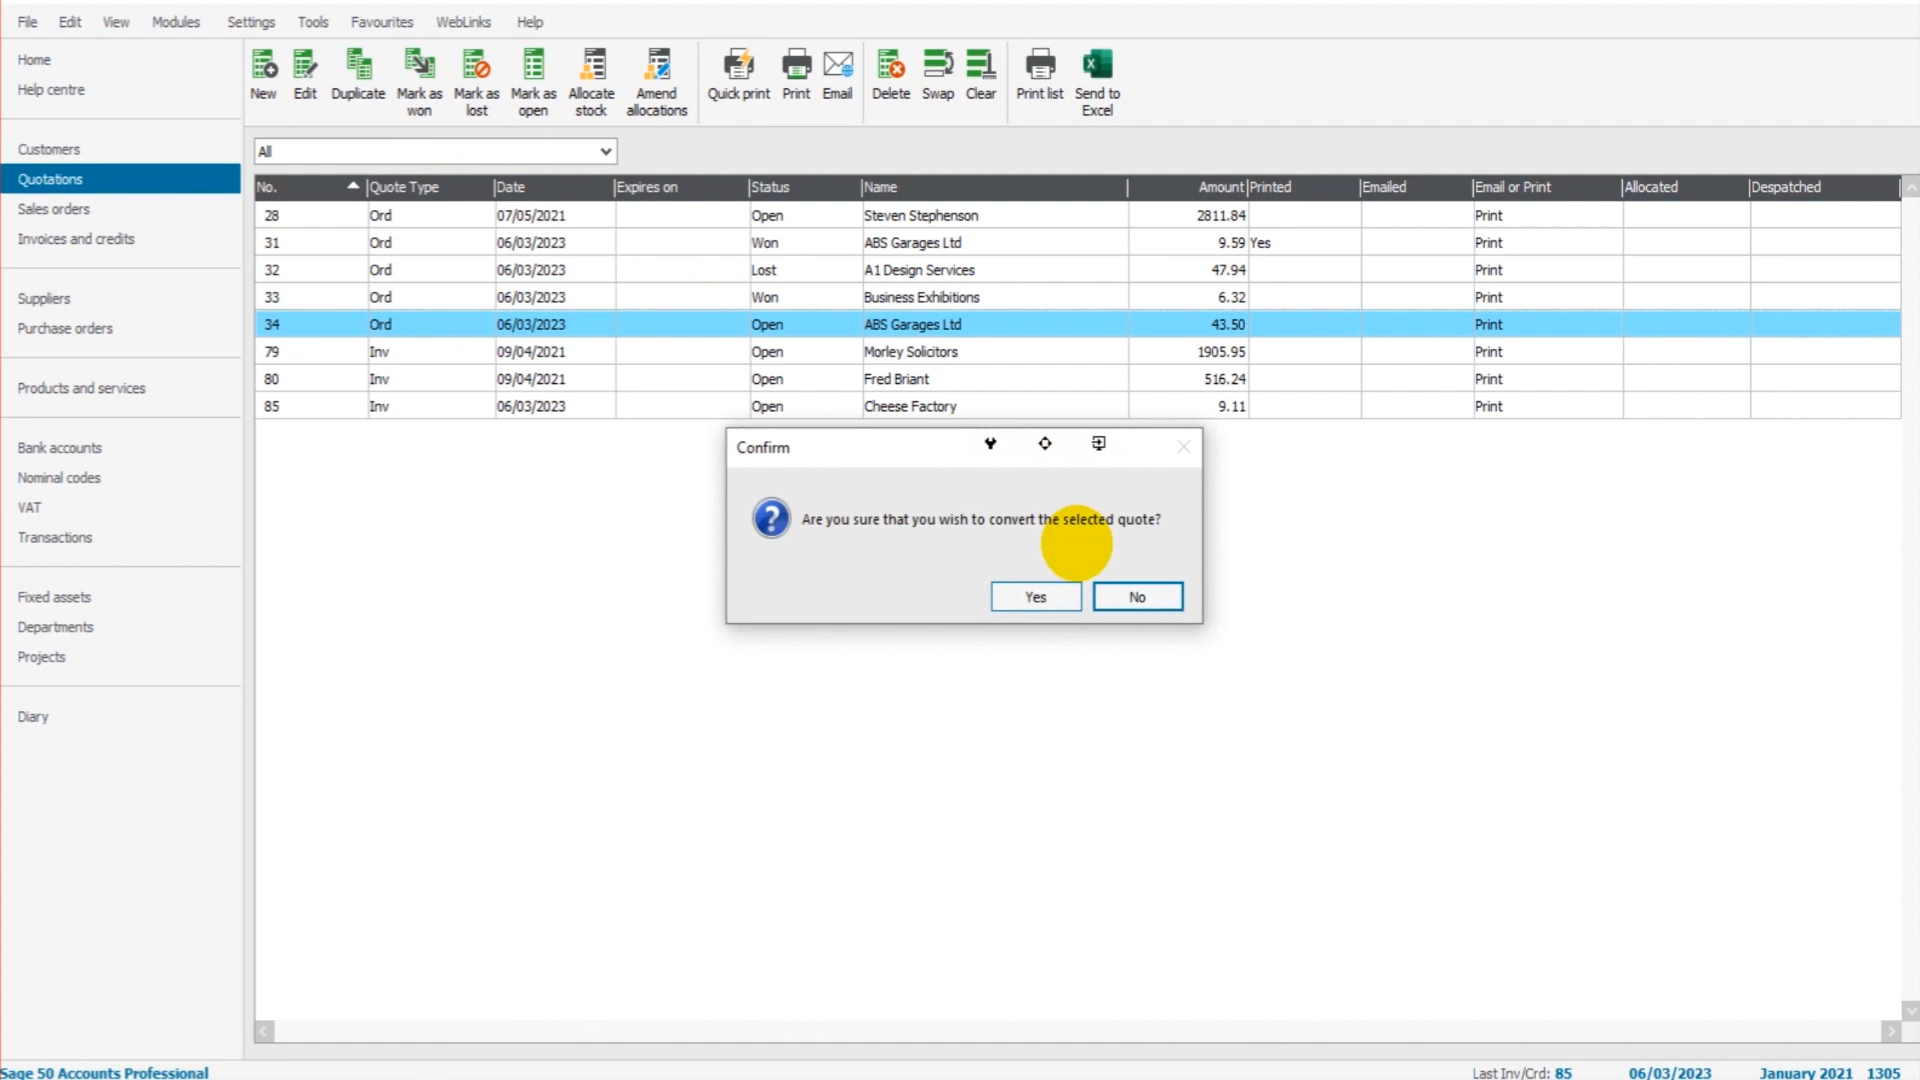 File Edit View Modules Settings Tools Favourites WebLinks Help
Home
Help centre
Customers
Quotations
Sales orders
Invoices and credits
Suppliers
Purchase orders
Products and services
Bank accounts
Nominal codes
VAT
Transactions
Fixed assets
Departments
Projects
Diary
New Edit Duplicate Mark as won Mark as lost Mark as open Allocate stock Amend allocations Quick print Print Email Delete Swap Clear Print list Send to Excel
All
No. Quote Type Date Expires on Status Name Amount Printed Emailed Email or Print Allocated Despatched
28 Ord 07/05/2021 Open Steven Stephenson 2811.84 Print
31 Ord 06/03/2023 Won ABS Garages Ltd 9.59 Yes Print
32 Ord 06/03/2023 Lost A1 Design Services 47.94 Print
33 Ord 06/03/2023 Won Business Exhibitions 6.32 Print
34 Ord 06/03/2023 Open ABS Garages Ltd 43.50 Print
79 Inv 09/04/2021 Open Morley Solicitors 1905.95 Print
80 Inv 09/04/2021 Open Fred Briant 516.24 Print
85 Inv 06/03/2023 Open Cheese Factory 9.11 Print
Confirm
Are you sure that you wish to convert the selected quote?
Yes No
Sage 50 Accounts Professional Last Inv/Crd: 85 06/03/2023 January 2021 1305